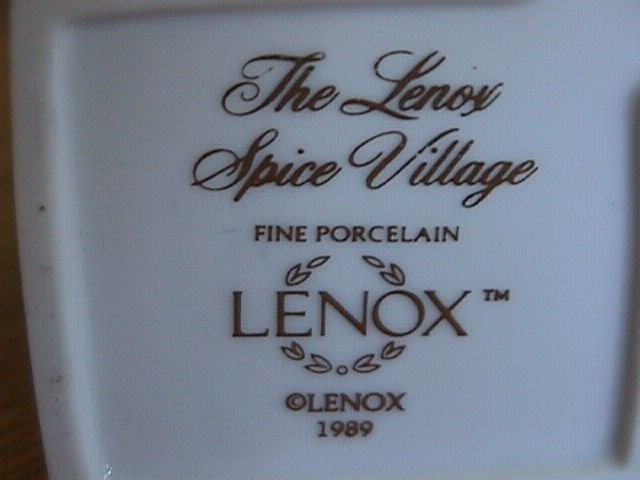 The Lenox
Spice Village
FINE PORCELAIN
LENOX™
©LENOX
1989